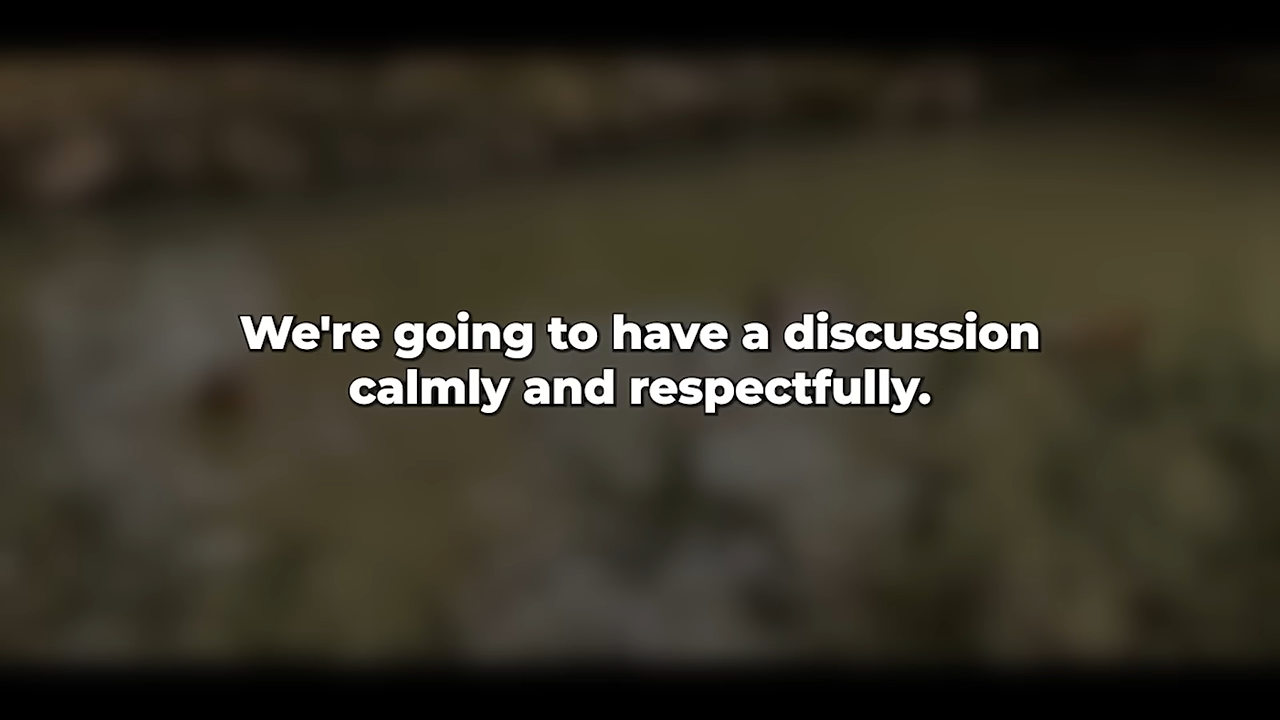 We're going to have a discussion
calmly and respectfully.